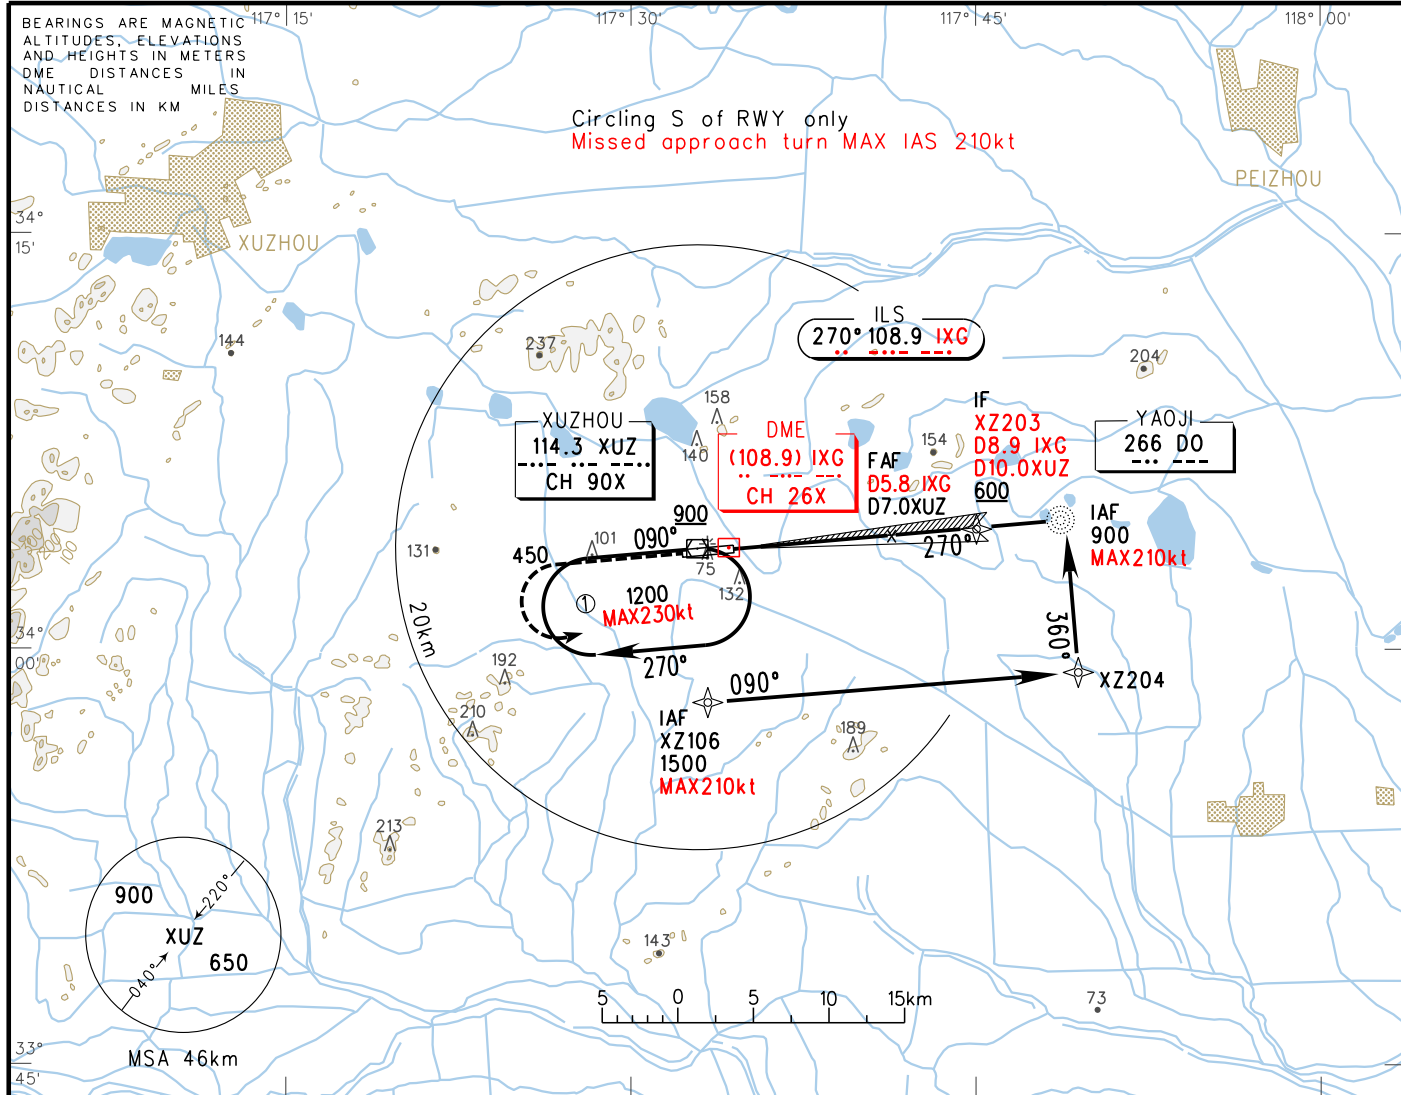 BEARINGS ARE MAGNETIC
ALTITUDES, ELEVATIONS
AND HEIGHTS IN METERS
DME DISTANCES IN
NAUTICAL MILES
DISTANCES IN KM
117° 15'
117° 30'
117° 45'
118° 00'
Circling S of RWY only
Missed approach turn MAX IAS 210kt
PEIZHOU
34°
15'
XUZHOU
ILS
270° 108.9 IXG
144
237
204
158
140
154
XUZHOU
114.3 XUZ
CH 90X
DME
(108.9) IXG
CH 26X
FAF
D5.8 IXG
D7.0XUZ
IF
XZ203
D8.9 IXG
D10.0XUZ
600
YAOJI
266 DO
IAF
900
MAX210kt
900
090°
101
131
450
75
132
270°
1
1200
MAX230kt
270°
20km
34°
00'
360°
192
090°
XZ204
210
IAF
XZ106
1500
MAX210kt
189
213
900
220°
XUZ
650
040°
MSA 46km
143
73
5 0 5 10 15km
33°
45'